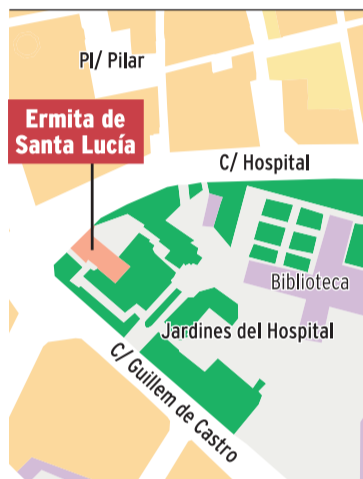 Pl/ Pilar
Ermita de
Santa Lucía
C/ Hospital
Biblioteca
Jardines del Hospital
C/ Guillem de Castro